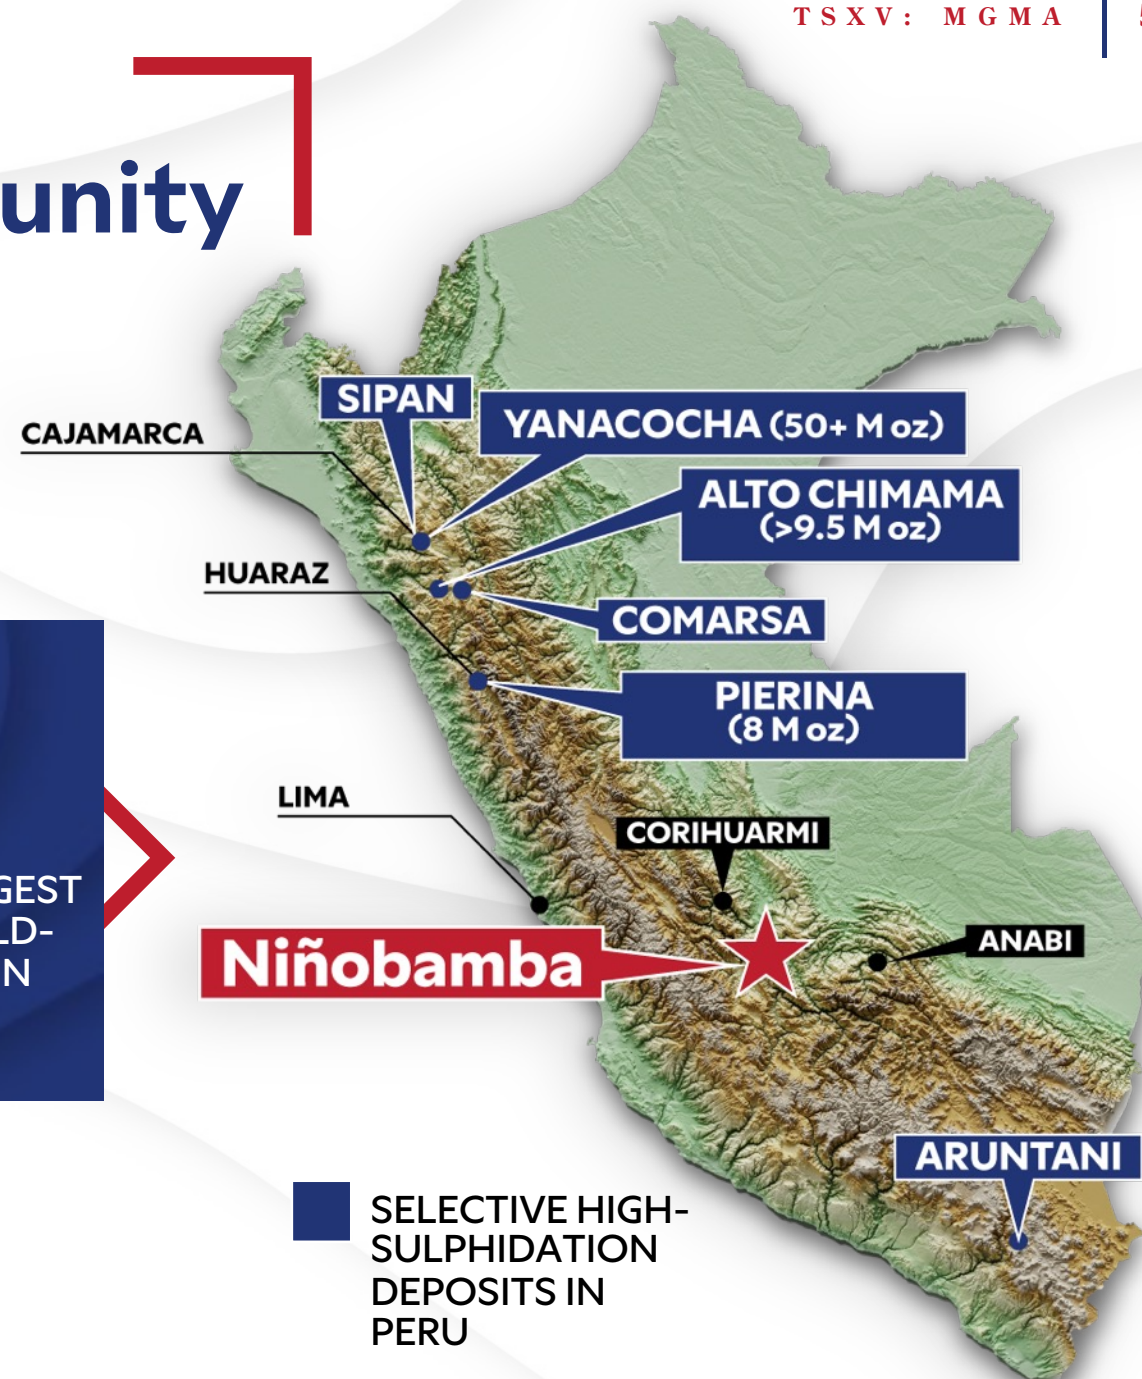 TSXV: MGMA
unity
SIPAN
YANACOCHA (50+ M oz)
CAJAMARCA
ALTO CHIMAMA
(>9.5 M oz)
HUARAZ
COMARSA
PIERINA
(8 M oz)
LIMA
CORIHUARMI
GEST
LD-
N
Niñobamba
ANABI
ARUNTANI
SELECTIVE HIGH-
SULPHIDATION
DEPOSITS IN
PERU